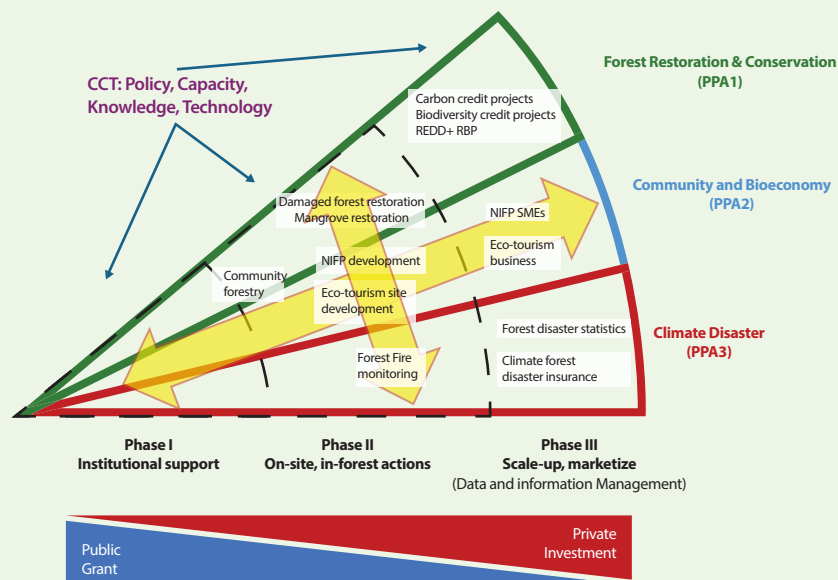 CCT: Policy, Capacity,
Knowledge, Technology
Forest Restoration & Conservation
(PPA1)
Carbon credit projects
Biodiversity credit projects
REDD+ RBP
Community and Bioeconomy
(PPA2)
Damaged forest restoration
Mangrove restoration
NIFP SMEs
Eco-tourism
business
Community
forestry
NIFP development
Eco-tourism site
development
Climate Disaster
(PPA3)
Forest disaster statistics
Climate forest
disaster insurance
Forest Fire
monitoring
Phase I
Institutional support
Phase II
On-site, in-forest actions
Phase III
Scale-up, marketize
(Data and information Management)
Public
Grant
Private
Investment